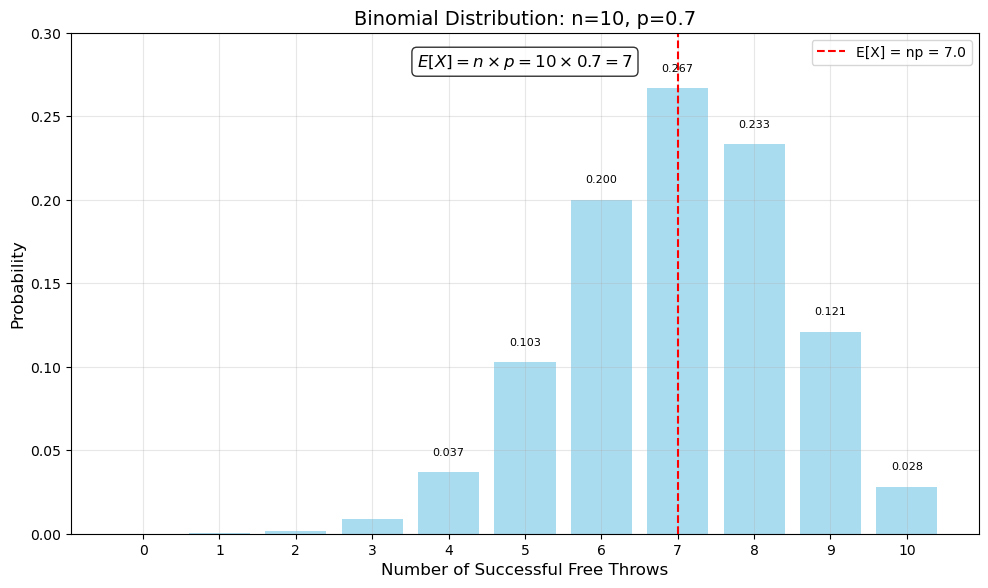 Binomial Distribution: n=10, p=0.7
E[X] = n × p = 10 × 0.7 = 7
E[X] = np = 7.0
0.30
0.25
0.20
0.15
0.10
0.05
0.00
Probability
0.037
0.103
0.200
0.267
0.233
0.121
0.028
0 1 2 3 4 5 6 7 8 9 10
Number of Successful Free Throws